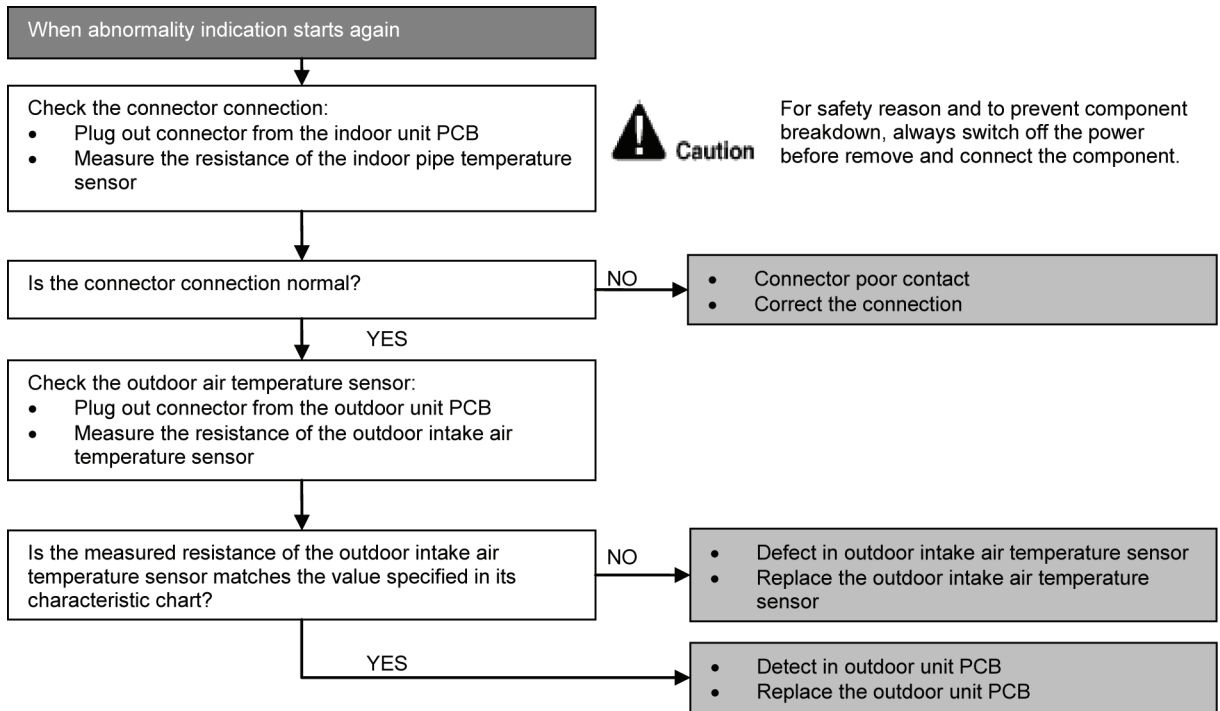 When abnormality indication starts again
Check the connector connection:
• Plug out connector from the indoor unit PCB
• Measure the resistance of the indoor pipe temperature
sensor
Caution
For safety reason and to prevent component
breakdown, always switch off the power
before remove and connect the component.
Is the connector connection normal?
NO
• Connector poor contact
• Correct the connection
YES
Check the outdoor air temperature sensor:
• Plug out connector from the outdoor unit PCB
• Measure the resistance of the outdoor intake air
temperature sensor
Is the measured resistance of the outdoor intake air
temperature sensor matches the value specified in its
characteristic chart?
NO
• Defect in outdoor intake air temperature sensor
• Replace the outdoor intake air temperature
sensor
YES
• Detect in outdoor unit PCB
• Replace the outdoor unit PCB